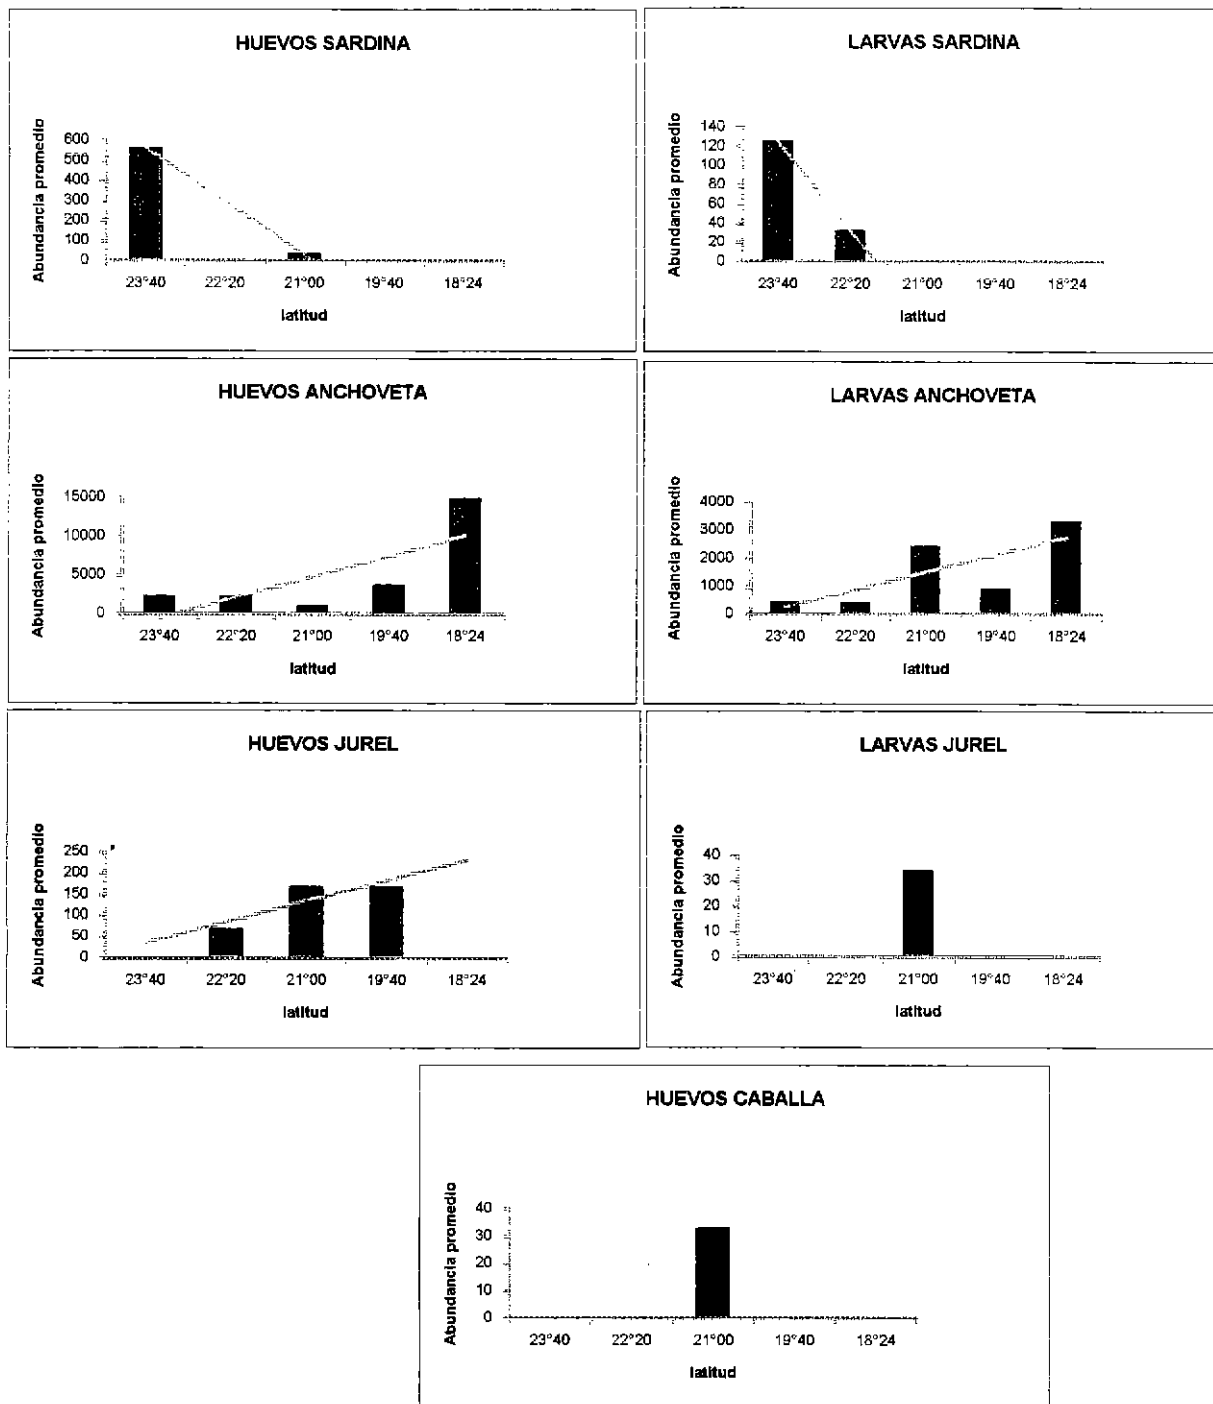 HUEVOS SARDINA
Abundancia promedio
600
500
400
300
200
100
0
23°40 22°20 21°00 19°40 18°24
latitud
LARVAS SARDINA
Abundancia promedio
140
120
100
80
60
40
20
0
23°40 22°20 21°00 19°40 18°24
latitud
HUEVOS ANCHOVETA
Abundancia promedio
15000
10000
5000
0
23°40 22°20 21°00 19°40 18°24
latitud
LARVAS ANCHOVETA
Abundancia promedio
4000
3000
2000
1000
0
23°40 22°20 21°00 19°40 18°24
latitud
HUEVOS JUREL
Abundancia promedio
250
200
150
100
50
0
23°40 22°20 21°00 19°40 18°24
latitud
LARVAS JUREL
Abundancia promedio
40
30
20
10
0
23°40 22°20 21°00 19°40 18°24
latitud
HUEVOS CABALLA
Abundancia promedio
40
30
20
10
0
23°40 22°20 21°00 19°40 18°24
latitud